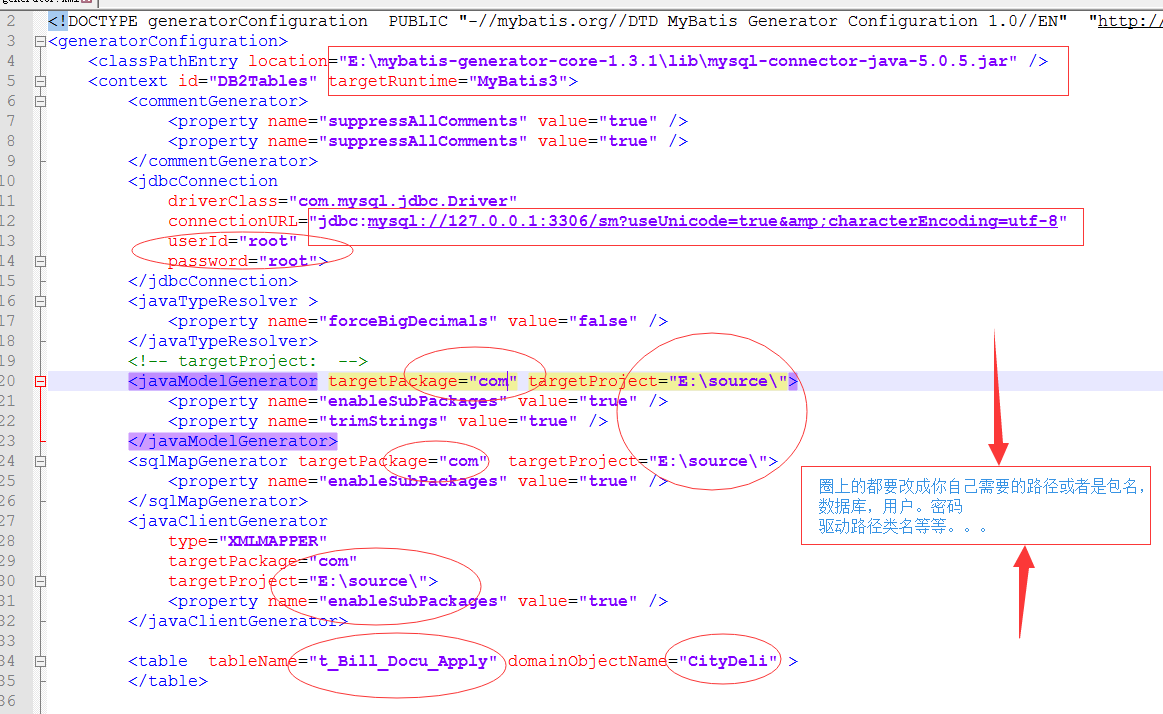 2 <!DOCTYPE generatorConfiguration  PUBLIC "-//mybatis.org//DTD MyBatis Generator Configuration 1.0//EN"  "http://
3 <generatorConfiguration>
4     <classPathEntry location="E:\mybatis-generator-core-1.3.1\lib\mysql-connector-java-5.0.5.jar" />
5     <context id="DB2Tables" targetRuntime="MyBatis3">
6         <commentGenerator>
7             <property name="suppressAllComments" value="true" />
8             <property name="suppressAllComments" value="true" />
9         </commentGenerator>
10         <jdbcConnection
11             driverClass="com.mysql.jdbc.Driver"
12             connectionURL="jdbc:mysql://127.0.0.1:3306/sm?useUnicode=true&amp;characterEncoding=utf-8"
13             userId="root"
14             password="root">
15         </jdbcConnection>
16         <javaTypeResolver >
17             <property name="forceBigDecimals" value="false" />
18         </javaTypeResolver>
19         <!-- targetProject:  -->
20         <javaModelGenerator targetPackage="com" targetProject="E:\source\">
21             <property name="enableSubPackages" value="true" />
22             <property name="trimStrings" value="true" />
23         </javaModelGenerator>
24         <sqlMapGenerator targetPackage="com"  targetProject="E:\source\">
25             <property name="enableSubPackages" value="true" />
26         </sqlMapGenerator>
27         <javaClientGenerator
28             type="XMLMAPPER"
29             targetPackage="com"
30             targetProject="E:\source\">
31             <property name="enableSubPackages" value="true" />
32         </javaClientGenerator>
33
34         <table  tableName="t_Bill_Docu_Apply" domainObjectName="CityDeli" >
35         </table>
36
圈上的都要改成你自己需要的路径或者是包名,
数据库，用户。密码
驱动路径类名等等。。。